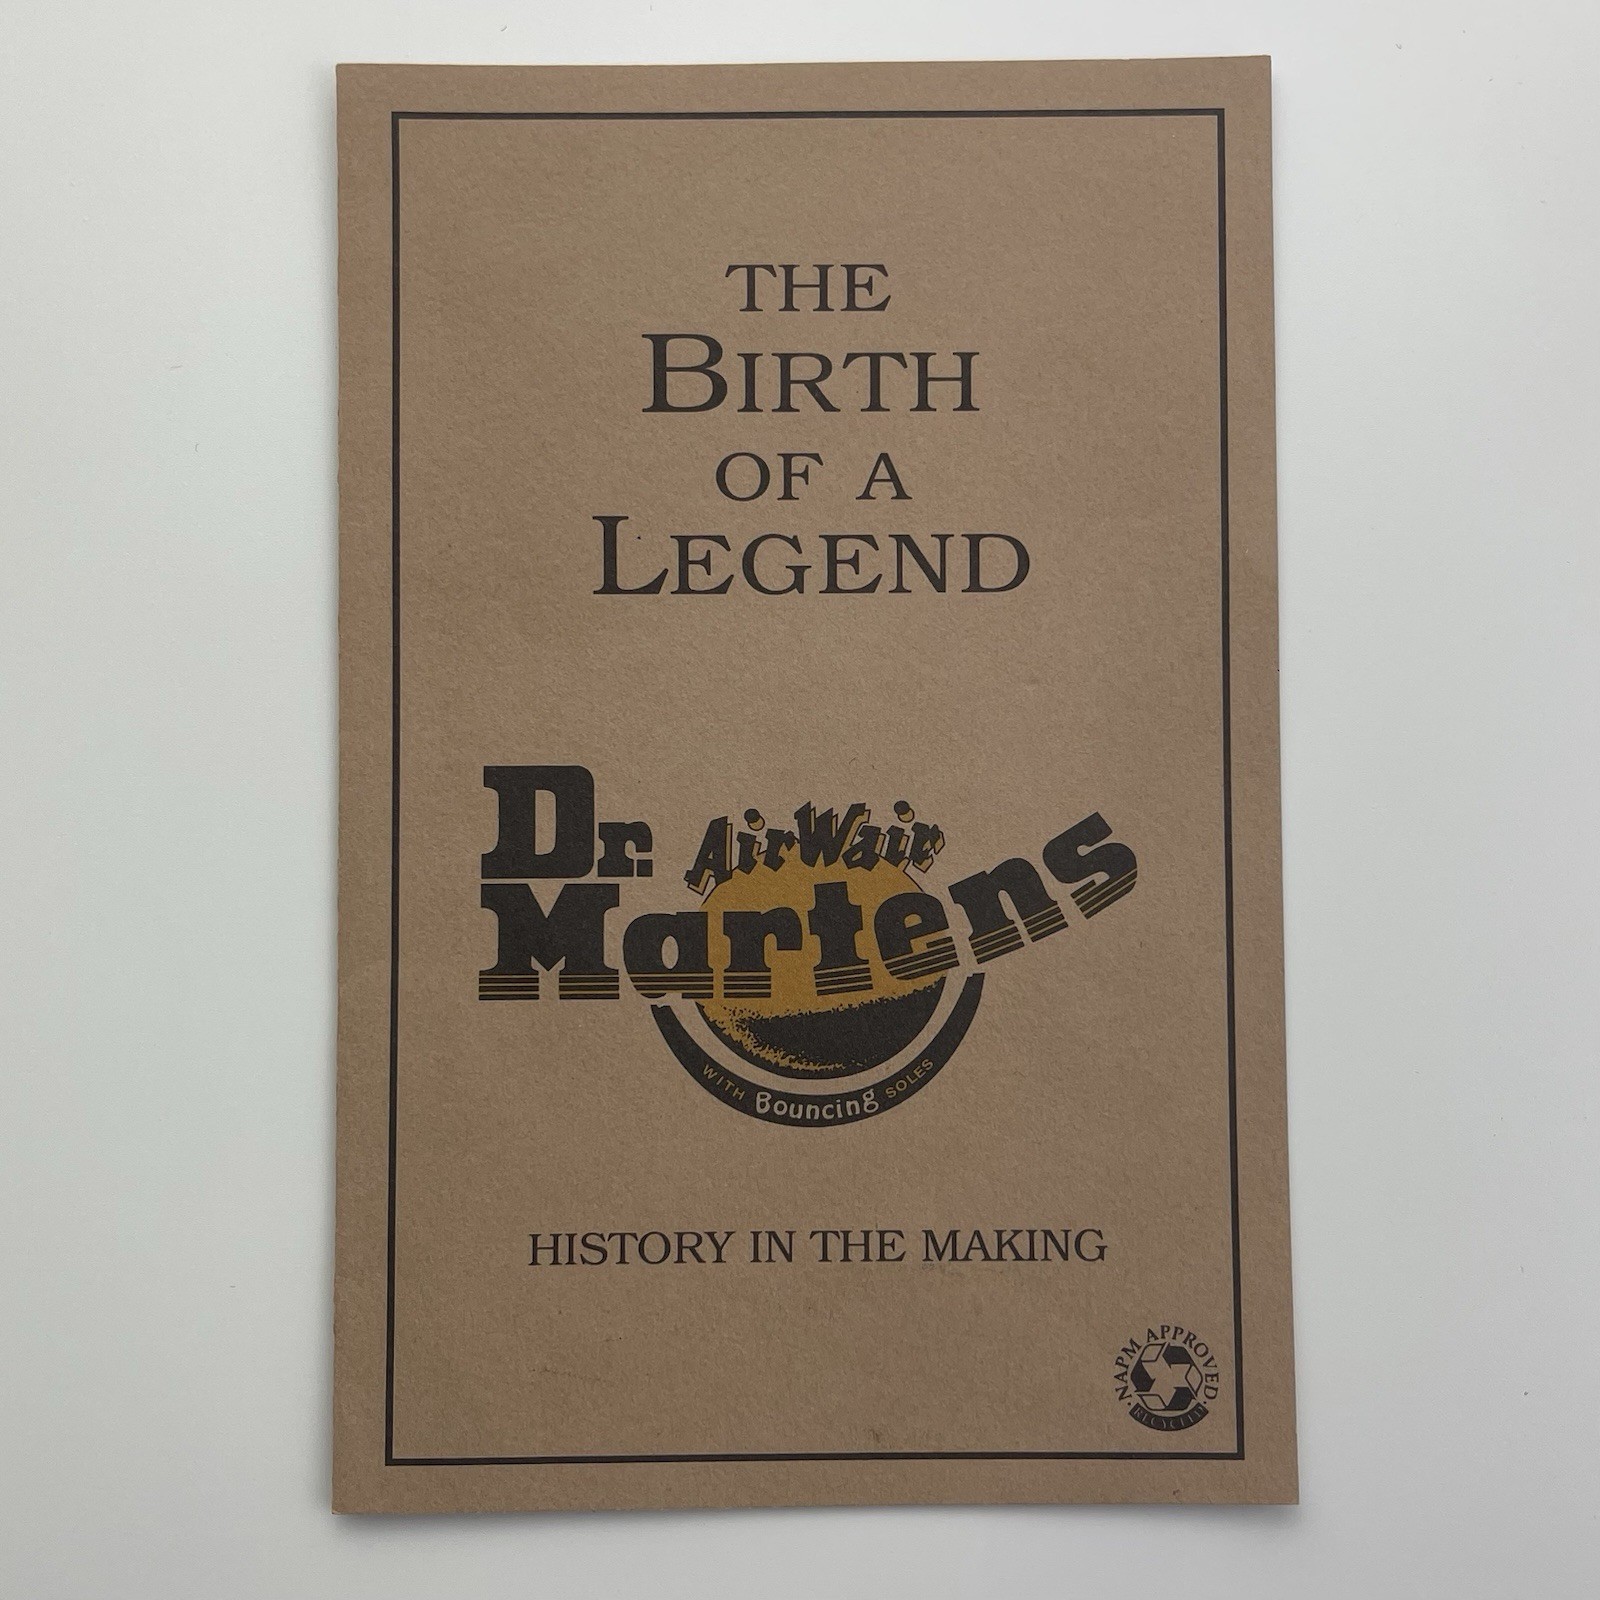 THE
BIRTH
OF A
LEGEND
Dr.
AirWair
Martens
WITH Bouncing SOLES
HISTORY IN THE MAKING
· NAPM APPROVED ·
RECYCLED